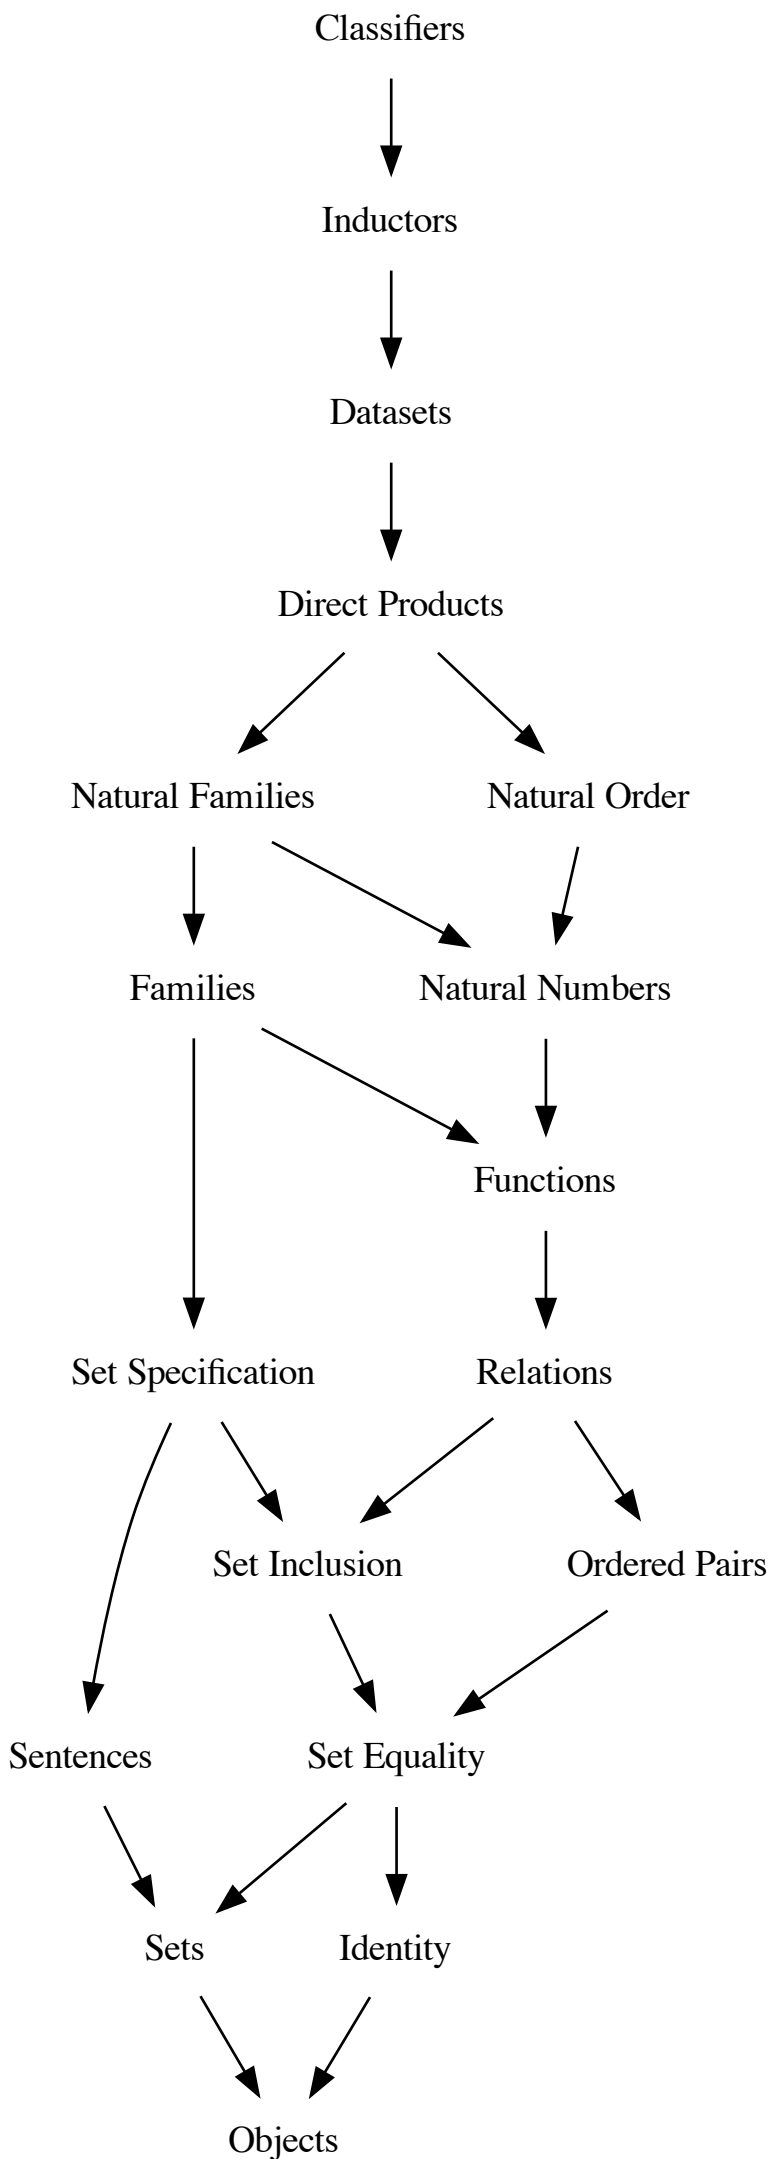 Classifiers
Inductors
Datasets
Direct Products
Natural Families
Natural Order
Families
Natural Numbers
Functions
Set Specification
Relations
Set Inclusion
Ordered Pairs
Sentences
Set Equality
Sets
Identity
Objects